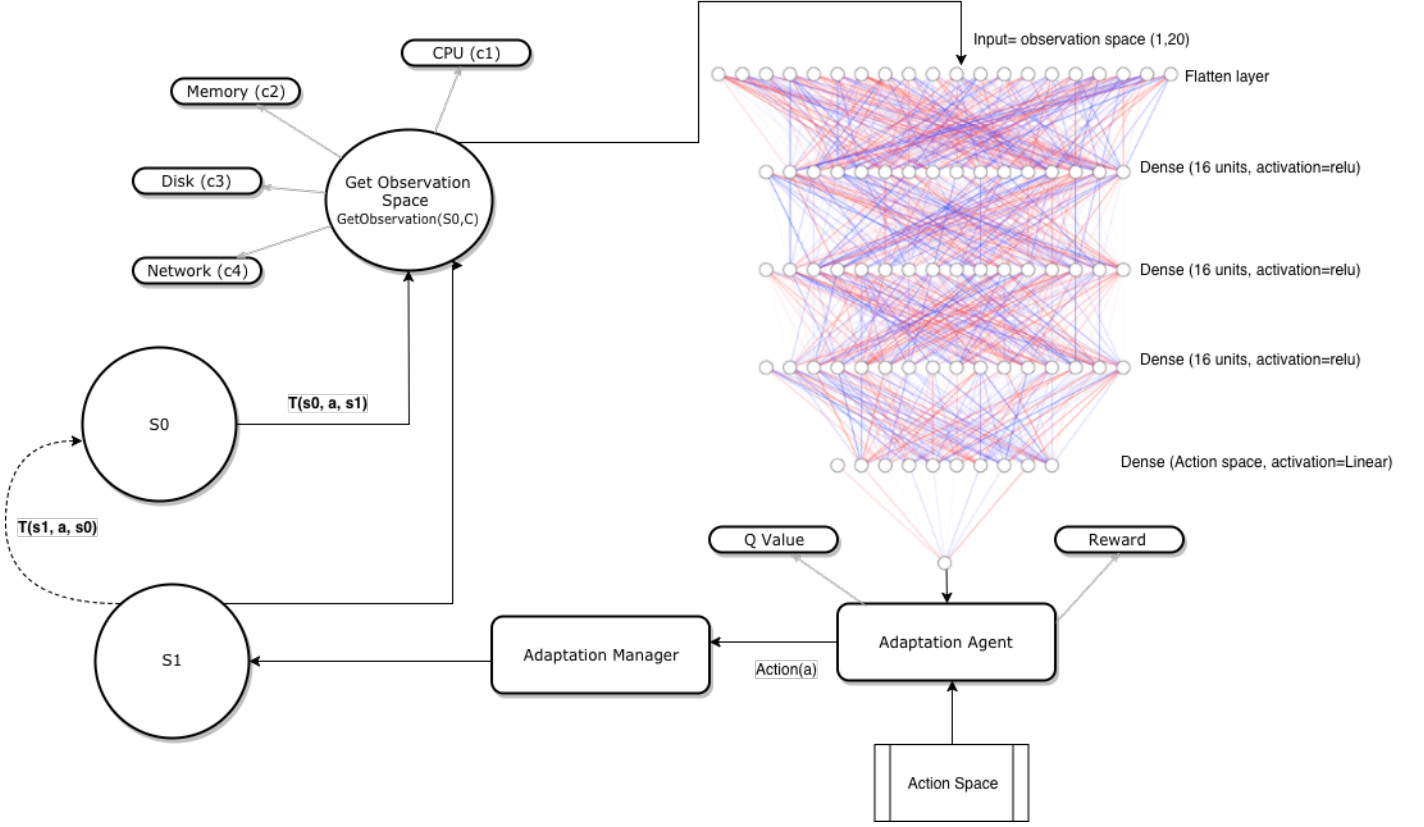 Input= observation space (1,20)
CPU (c1)
Flatten layer
Memory (c2)
Dense (16 units, activation=relu)
Disk (c3)
Get Observation
Space
GetObservation(S0,C)
Network (c4)
Dense (16 units, activation=relu)
Dense (16 units, activation=relu)
T(s0, a, s1)
S0
Dense (Action space, activation=Linear)
T(s1, a, s0)
Q Value
Reward
Adaptation Agent
Adaptation Manager
S1
Action(a)
Action Space